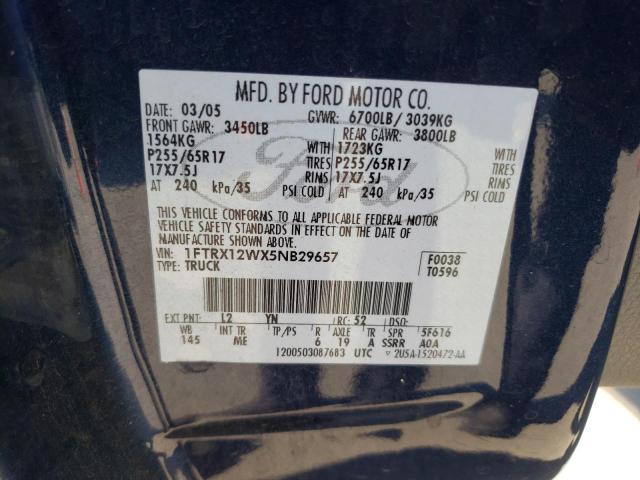 MFD. BY FORD MOTOR CO.
DATE: 03/05 GVWR: 6700LB/ 3039KG
FRONT GAWR: 3450LB REAR GAWR: 3800LB
1564KG WITH 1723KG WITH
P255/65R17 TIRES P255/65R17 TIRES
17X7.5J RIMS 17X7.5J RIMS
AT 240 kPa/35 PSI COLD AT 240 kPa/35 PSI COLD
Ford
THIS VEHICLE CONFORMS TO ALL APPLICABLE FEDERAL MOTOR
VEHICLE SAFETY STANDARDS IN EFFECT ON THE DATE OF
MANUFACTURE SHOWN ABOVE.
VIN: 1FTRX12WX5NB29657 F0038
TYPE: TRUCK T0596
EXT PNT: L2 YN RC: 52 DSO:
WB INT TR TP/PS R AXLE TR SPR 5F616
145 ME 6 19 A SSRR A0A
1200503087683 UTC ▽ 2U5A-1520472-AA